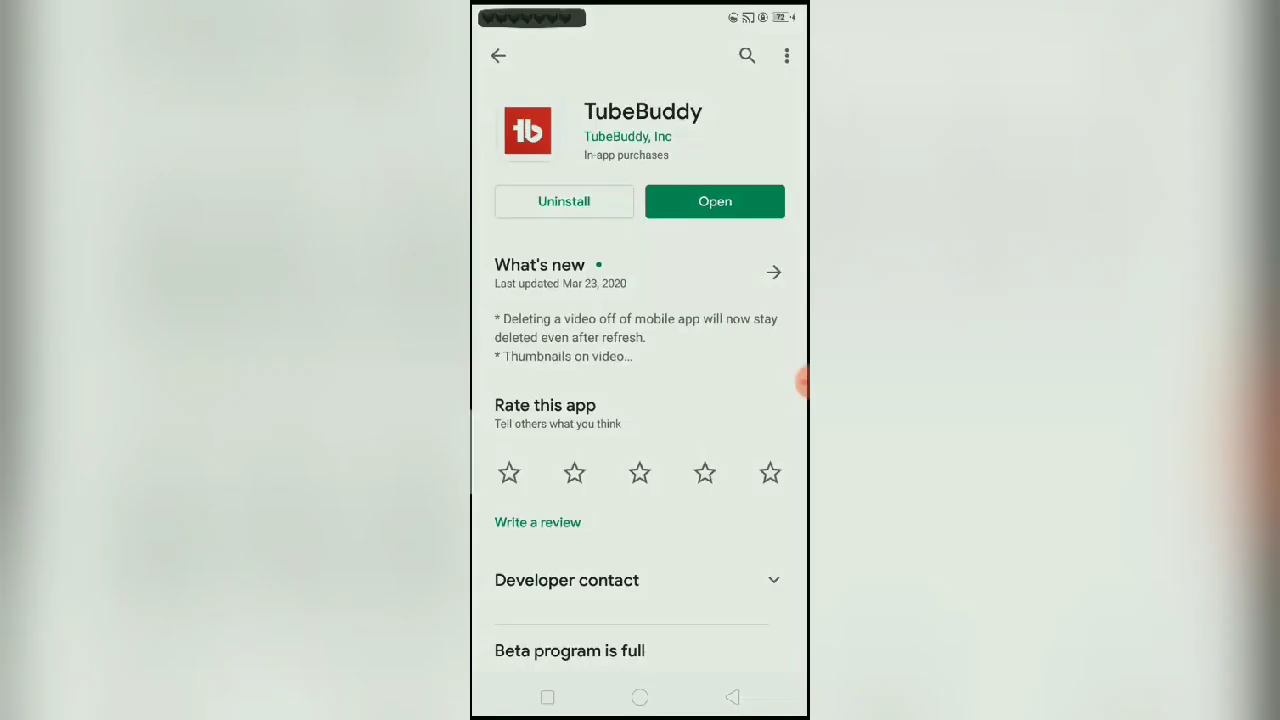 72
TubeBuddy
tb
TubeBuddy, Inc
In-app purchases
Uninstall
Open
What's new
Last updated Mar 23, 2020
* Deleting a video off of mobile app will now stay
deleted even after refresh.
* Thumbnails on video...
Rate this app
Tell others what you think
Write a review
Developer contact
Beta program is full